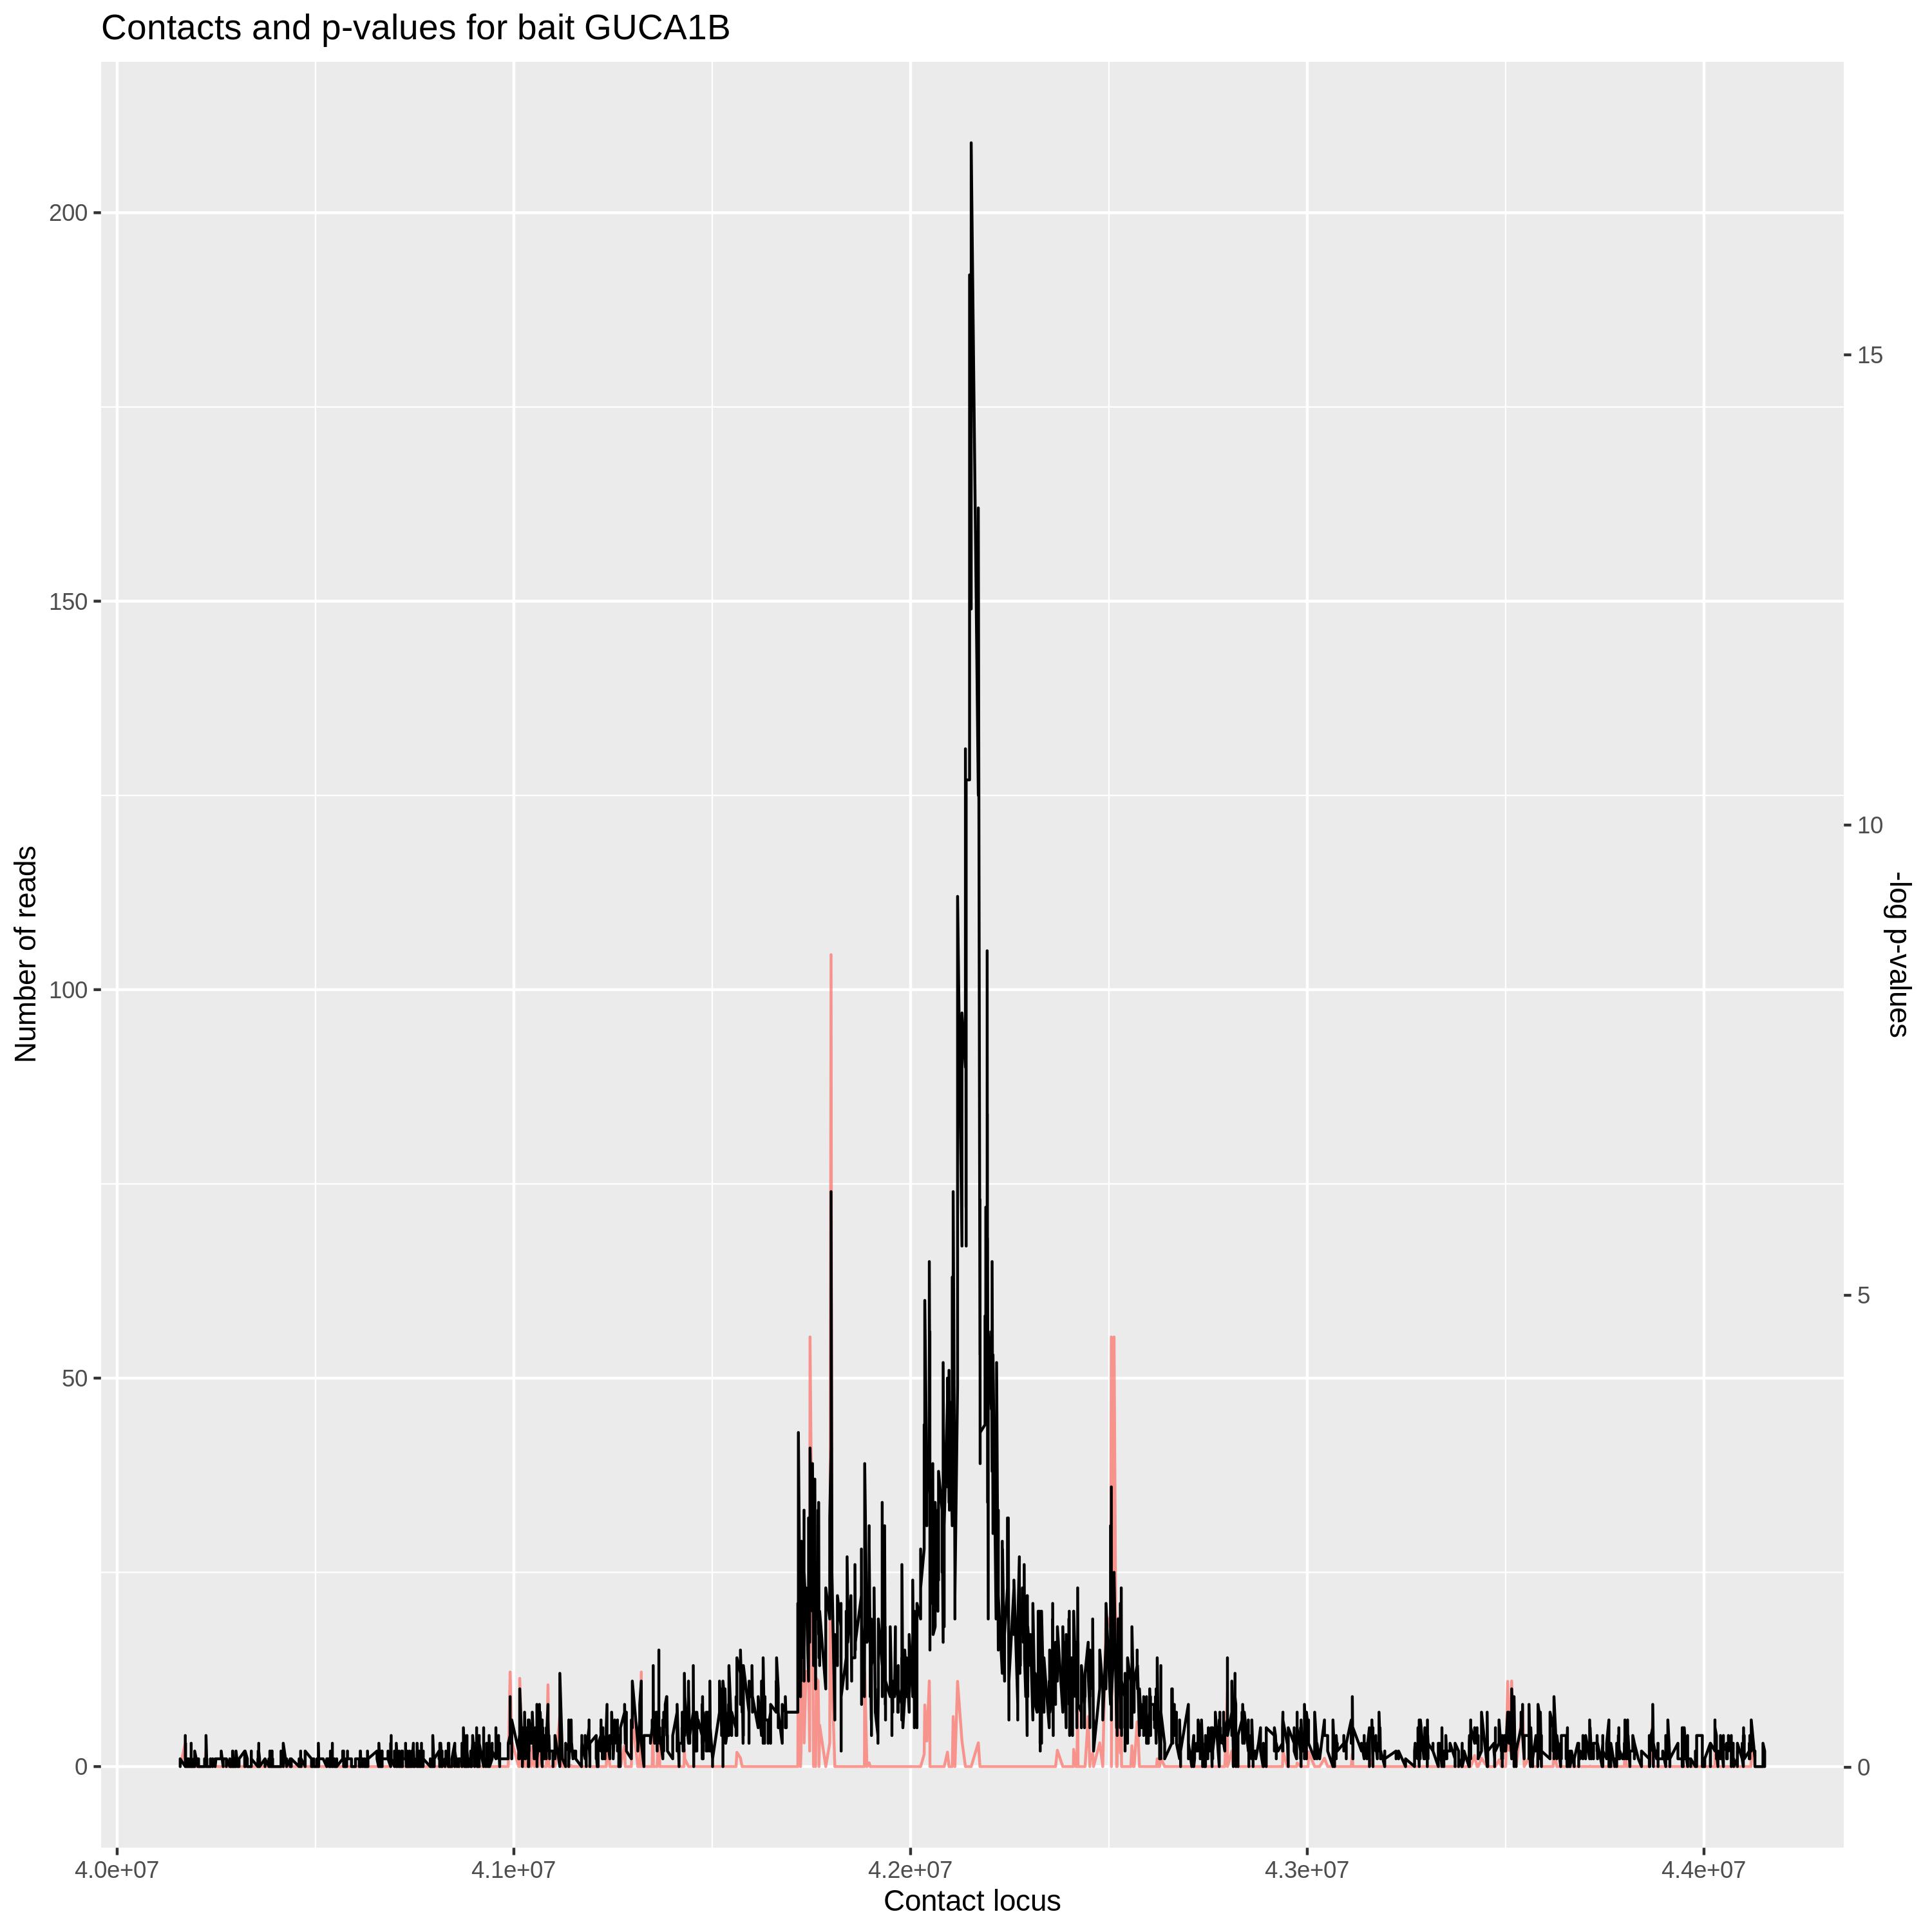 Contacts and p-values for bait GUCA1B
200
150
100
50
0
Number of reads
15
10
5
0
-log p-values
4.0e+07
4.1e+07
4.2e+07
4.3e+07
4.4e+07
Contact locus